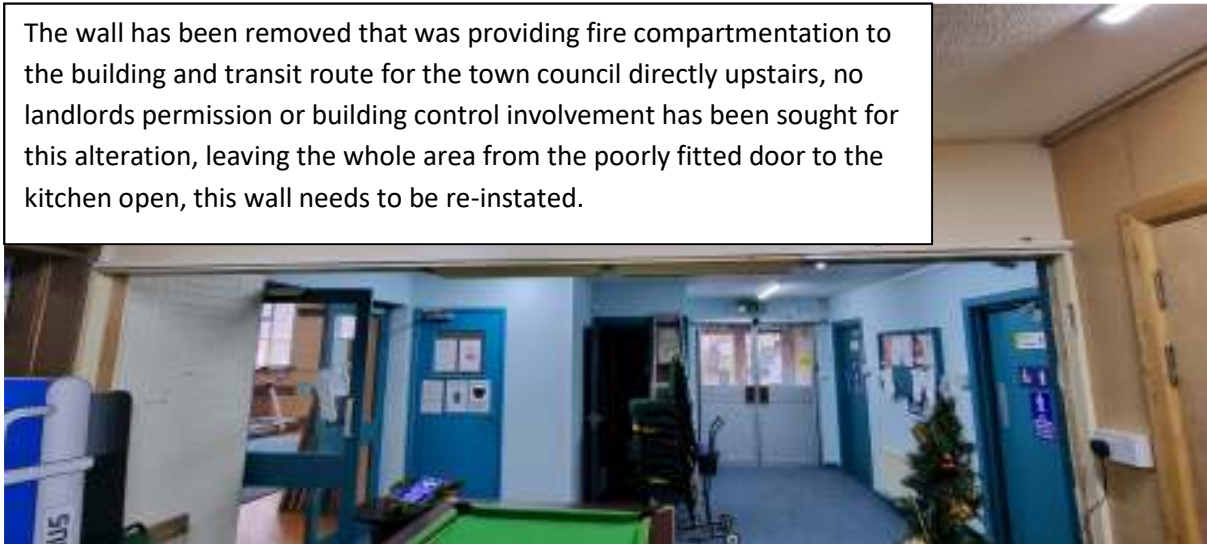 The wall has been removed that was providing fire compartmentation to
the building and transit route for the town council directly upstairs, no
landlords permission or building control involvement has been sought for
this alteration, leaving the whole area from the poorly fitted door to the
kitchen open, this wall needs to be re-instated.